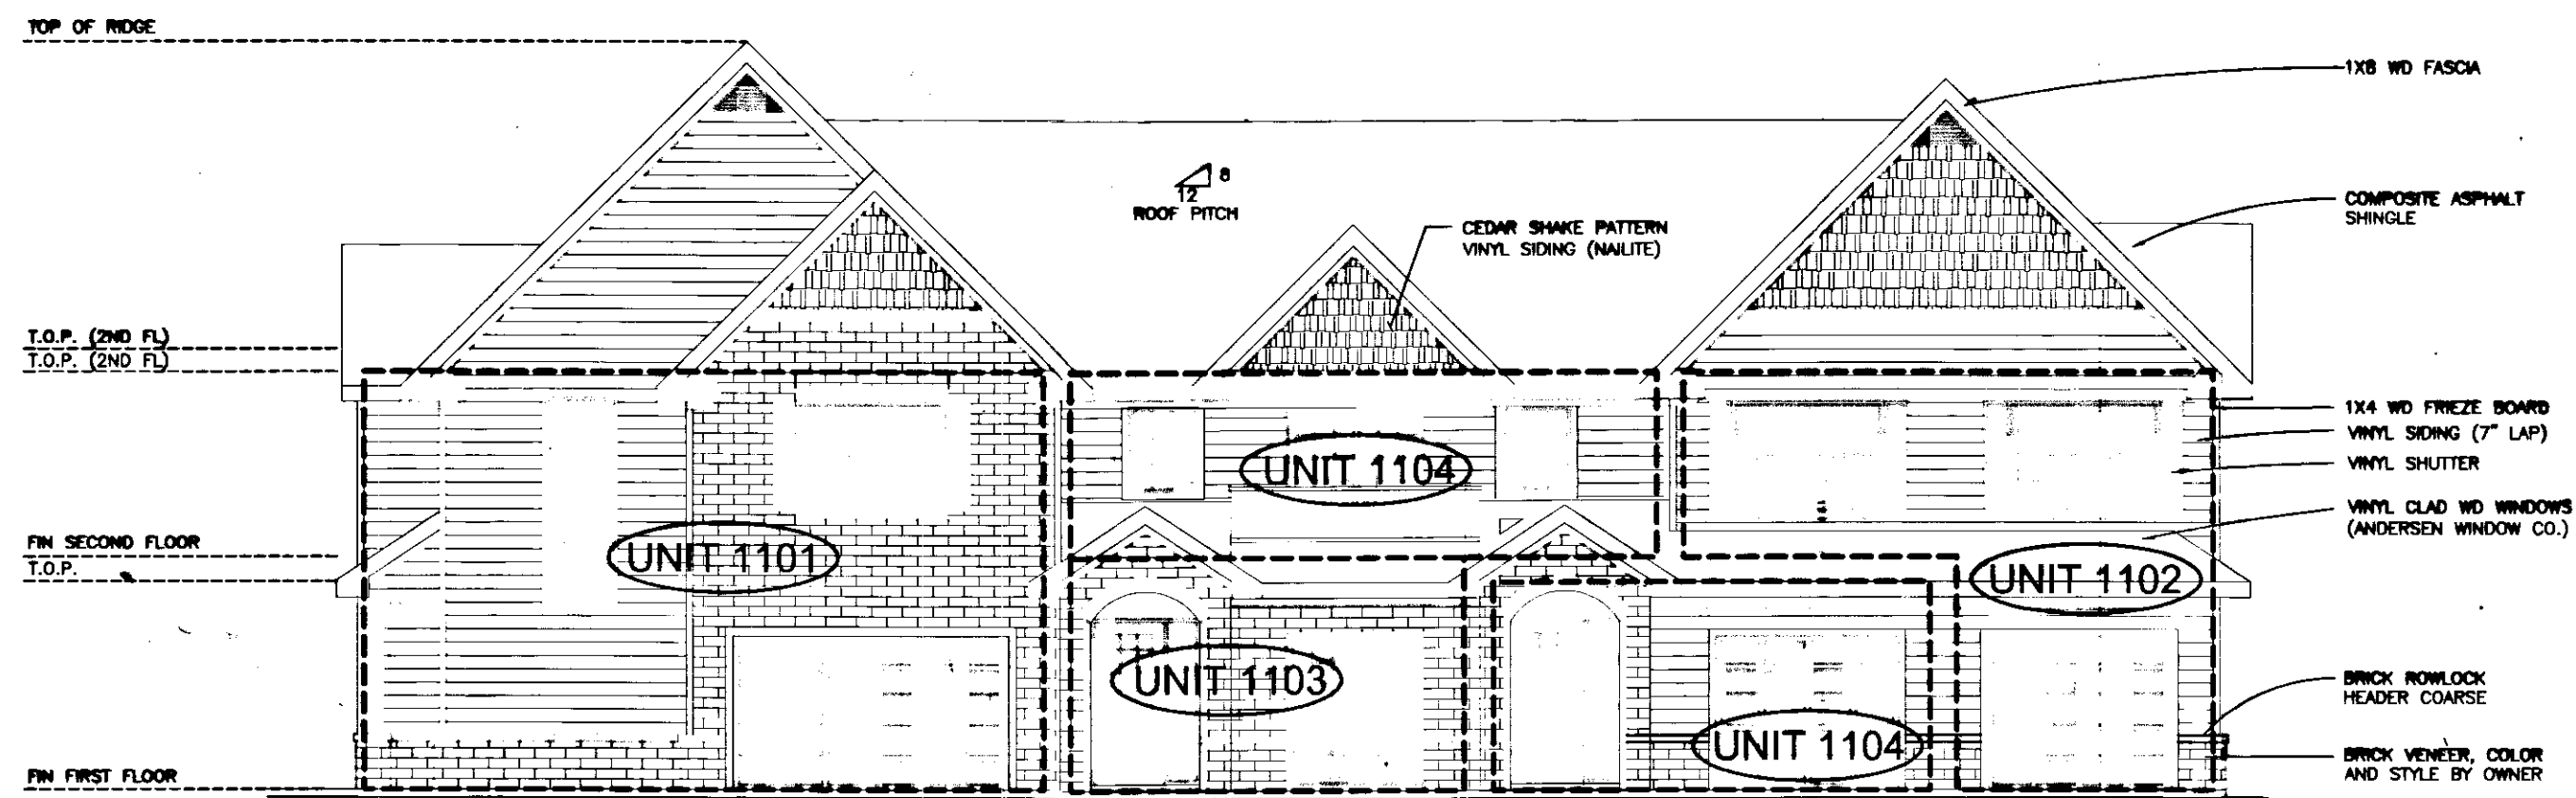 TOP OF RIDGE
1X8 WD FASCIA
8
12
ROOF PITCH
COMPOSITE ASPHALT
SHINGLE
CEDAR SHAKE PATTERN
VINYL SIDING (NAILITE)
T.O.P. (2ND FL)
T.O.P. (2ND FL)
1X4 WD FRIEZE BOARD
VINYL SIDING (7" LAP)
VINYL SHUTTER
UNIT 1104
VINYL CLAD WD WINDOWS
(ANDERSEN WINDOW CO.)
FIN SECOND FLOOR
T.O.P.
UNIT 1101
UNIT 1102
UNIT 1103
BRICK ROWLOCK
HEADER COARSE
UNIT 1104
BRICK VENEER, COLOR
AND STYLE BY OWNER
FIN FIRST FLOOR